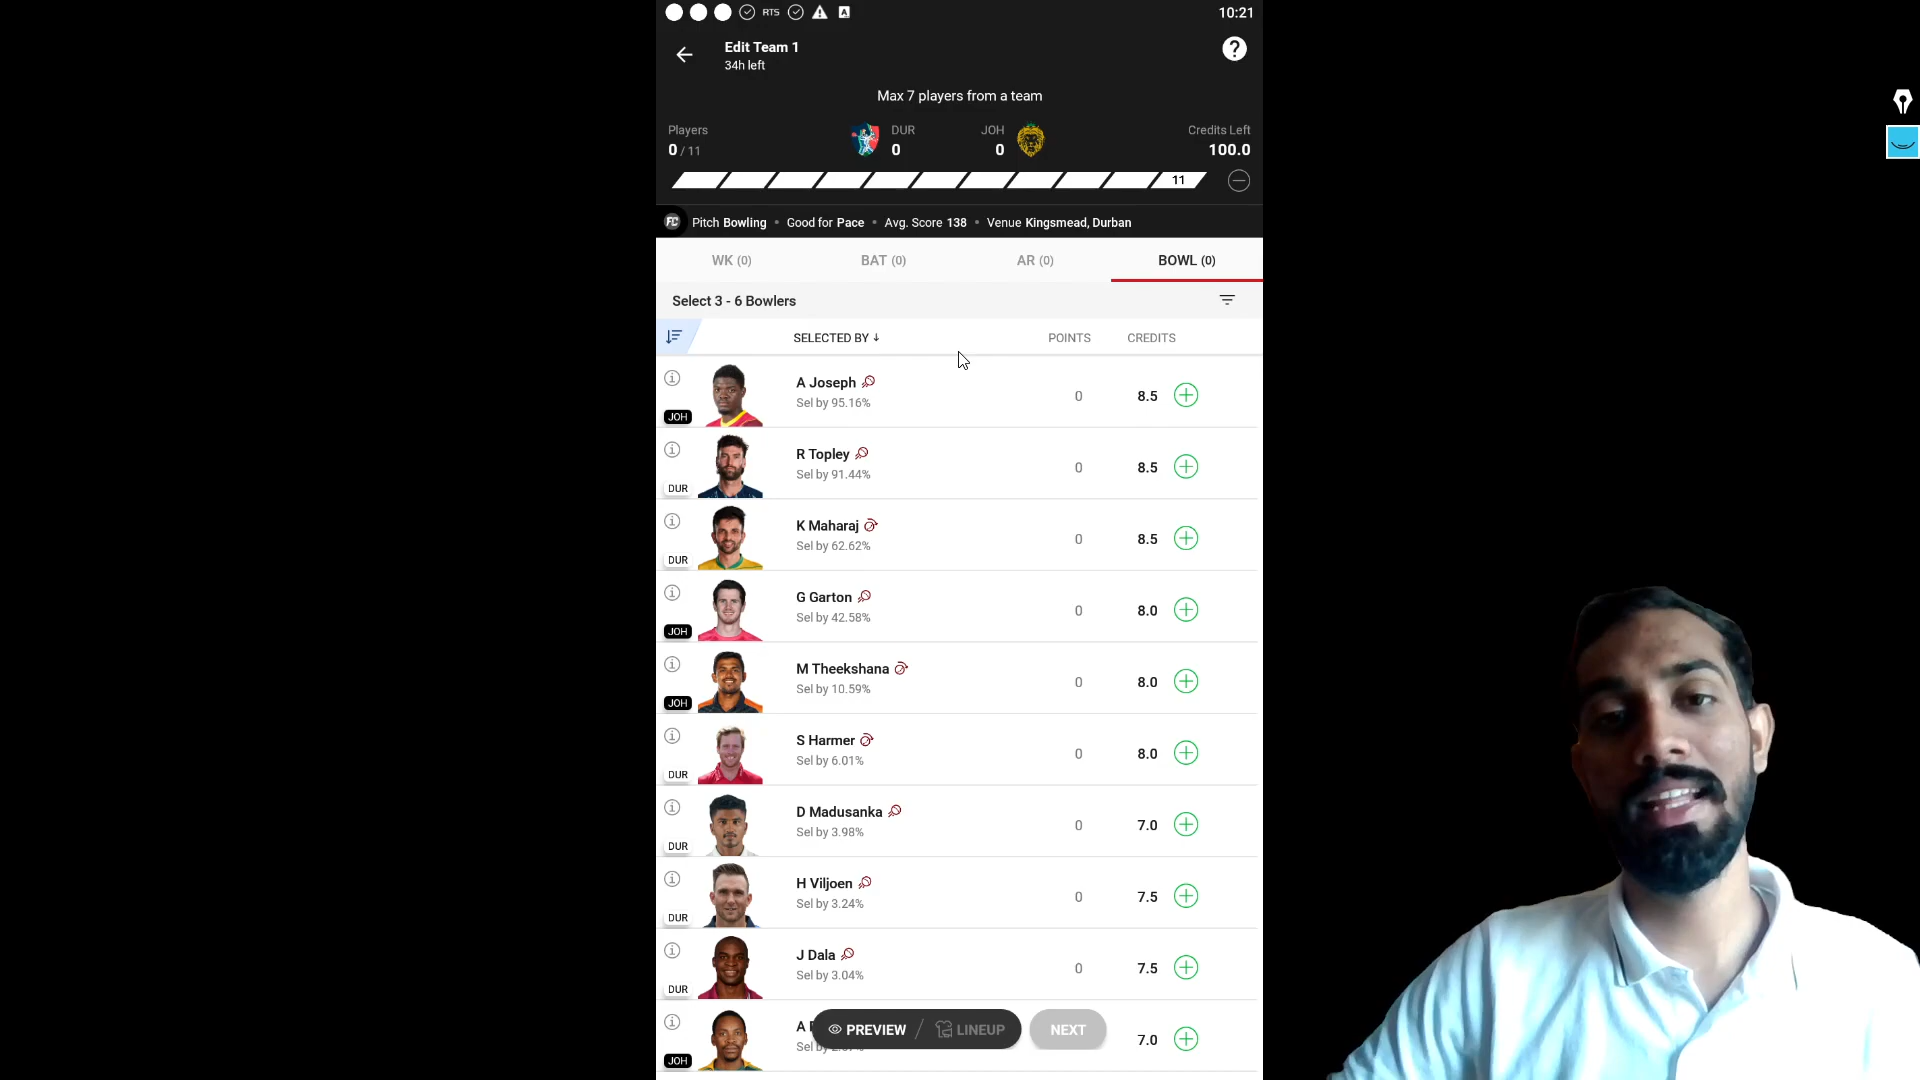 RTS A 10:21
Edit Team 1
34h left
?
Max 7 players from a team
Players DUR JOH Credits Left
0 / 11 0 0 100.0
11
FC Pitch Bowling • Good for Pace • Avg. Score 138 • Venue Kingsmead, Durban
WK (0) BAT (0) AR (0) BOWL (0)
Select 3 - 6 Bowlers
SELECTED BY ↓ POINTS CREDITS
A Joseph
Sel by 95.16%
JOH 0 8.5
R Topley
Sel by 91.44%
DUR 0 8.5
K Maharaj
Sel by 62.62%
DUR 0 8.5
G Garton
Sel by 42.58%
JOH 0 8.0
M Theekshana
Sel by 10.59%
JOH 0 8.0
S Harmer
Sel by 6.01%
DUR 0 8.0
D Madusanka
Sel by 3.98%
DUR 0 7.0
H Viljoen
Sel by 3.24%
DUR 0 7.5
J Dala
Sel by 3.04%
DUR 0 7.5
A
Sel by
JOH 7.0
PREVIEW / LINEUP NEXT